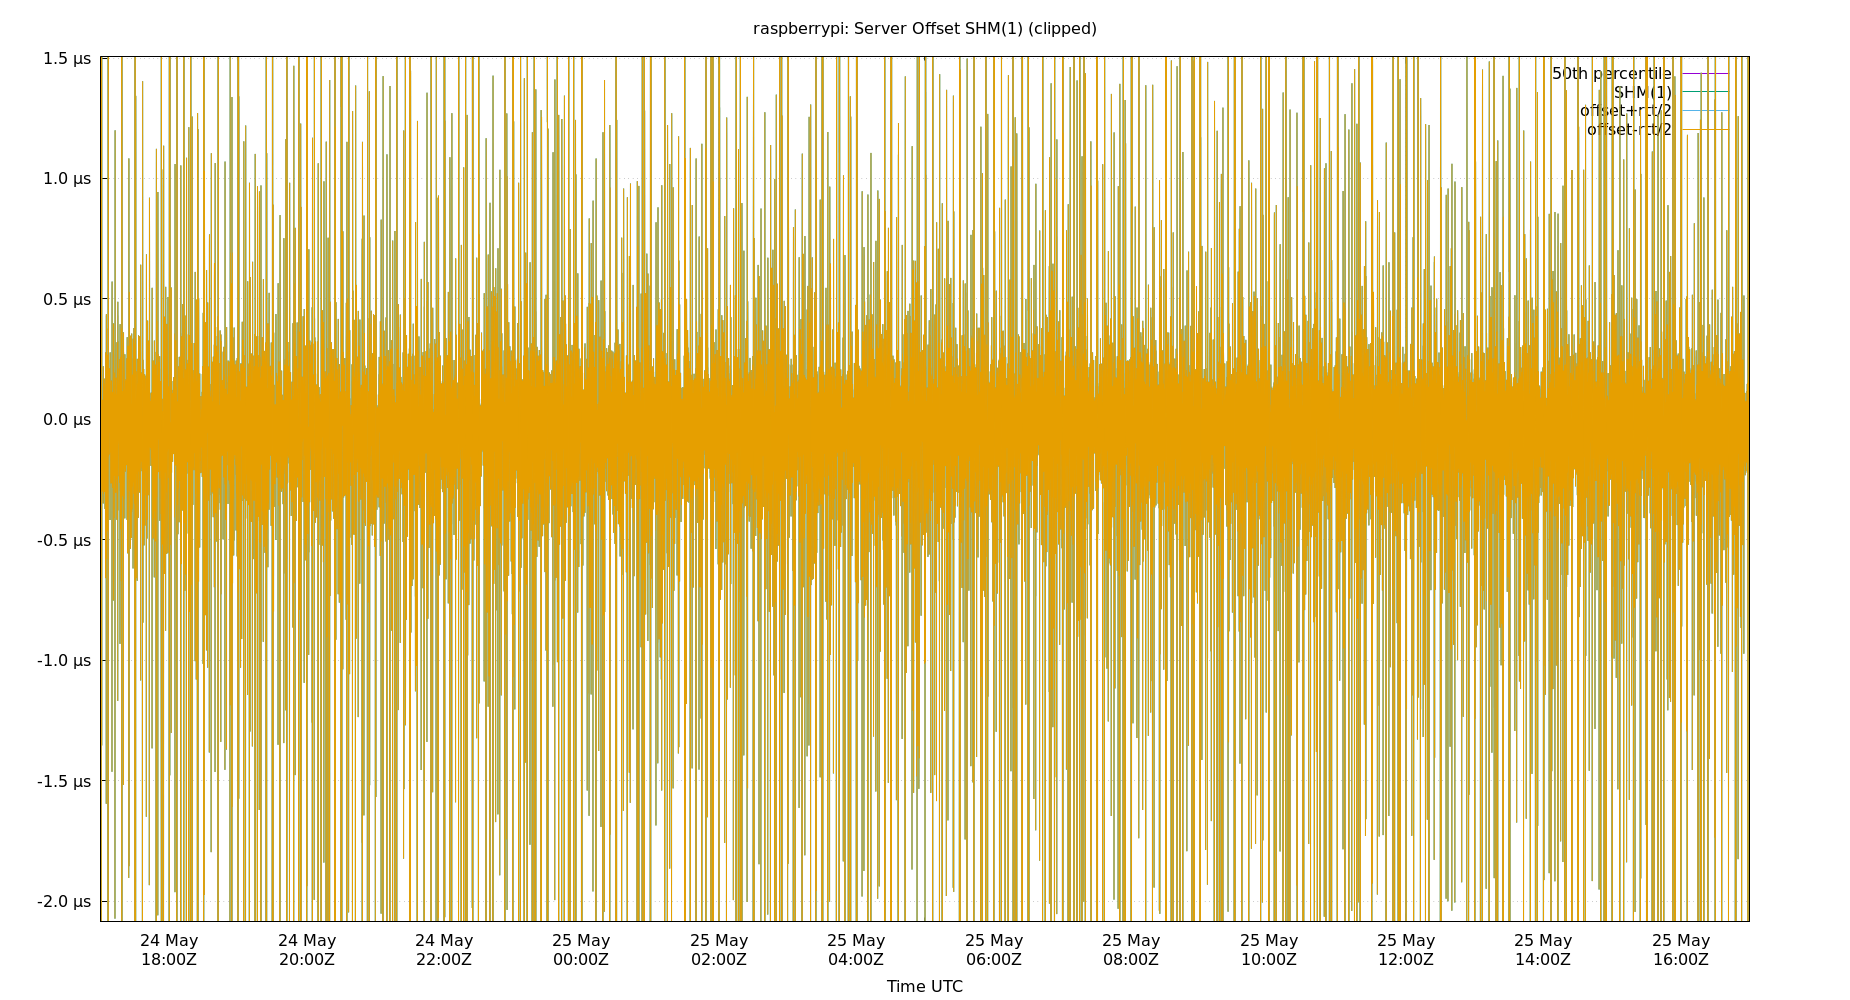 raspberrypi: Server Offset SHM(1) (clipped)
1.5 μs
1.0 μs
0.5 μs
0.0 μs
-0.5 μs
-1.0 μs
-1.5 μs
-2.0 μs
50th percentile
SHM(1)
offset+rtt/2
offset-rtt/2
24 May 24 May 24 May 25 May 25 May 25 May 25 May 25 May 25 May 25 May 25 May 25 May
18:00Z 20:00Z 22:00Z 00:00Z 02:00Z 04:00Z 06:00Z 08:00Z 10:00Z 12:00Z 14:00Z 16:00Z
Time UTC